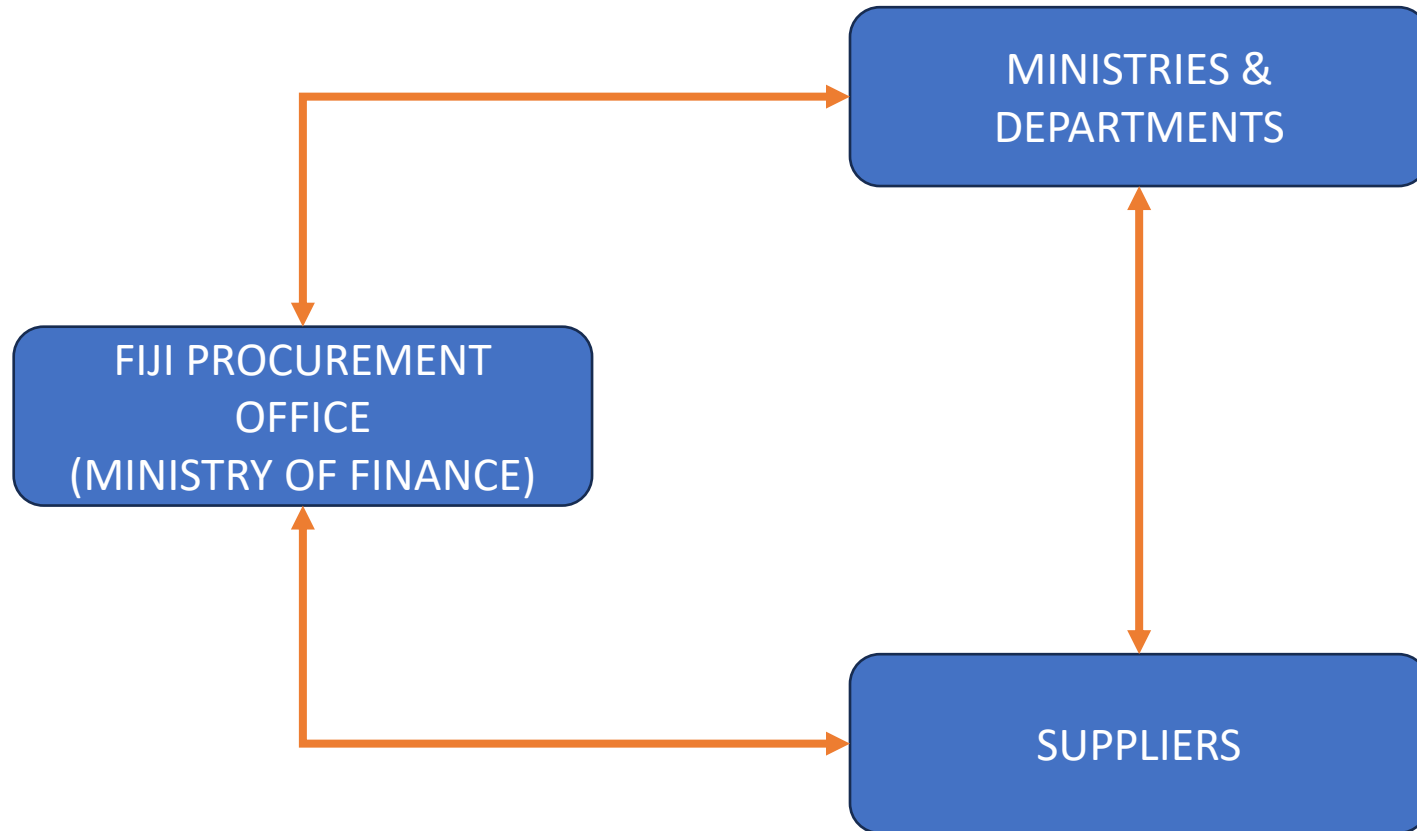 MINISTRIES &
DEPARTMENTS
FIJI PROCUREMENT
OFFICE
(MINISTRY OF FINANCE)
SUPPLIERS